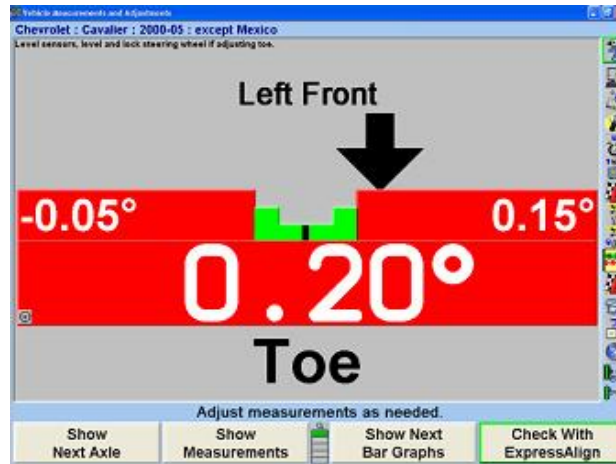 Vehicle Measurements and Adjustments
Chevrolet : Cavalier : 2000-05 : except Mexico
Level sensors, level and lock steering wheel if adjusting toe.
Left Front
-0.05° 0.15°
0.20°
Toe
Adjust measurements as needed.
Show Next Axle
Show Measurements
Show Next Bar Graphs
Check With ExpressAlign